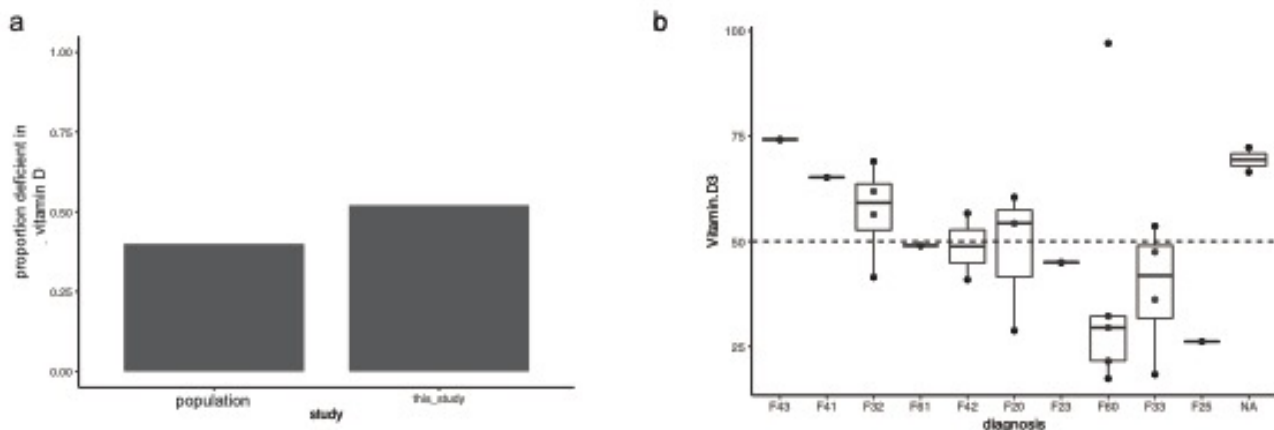 a
1.00
0.75
0.50
0.25
0.00
proportion deficient in
vitamin D
population
this_study
study
b
100
75
50
25
Vitamin.D3
F43 F41 F32 F61 F42 F20 F23 F60 F33 F25 NA
diagnosis